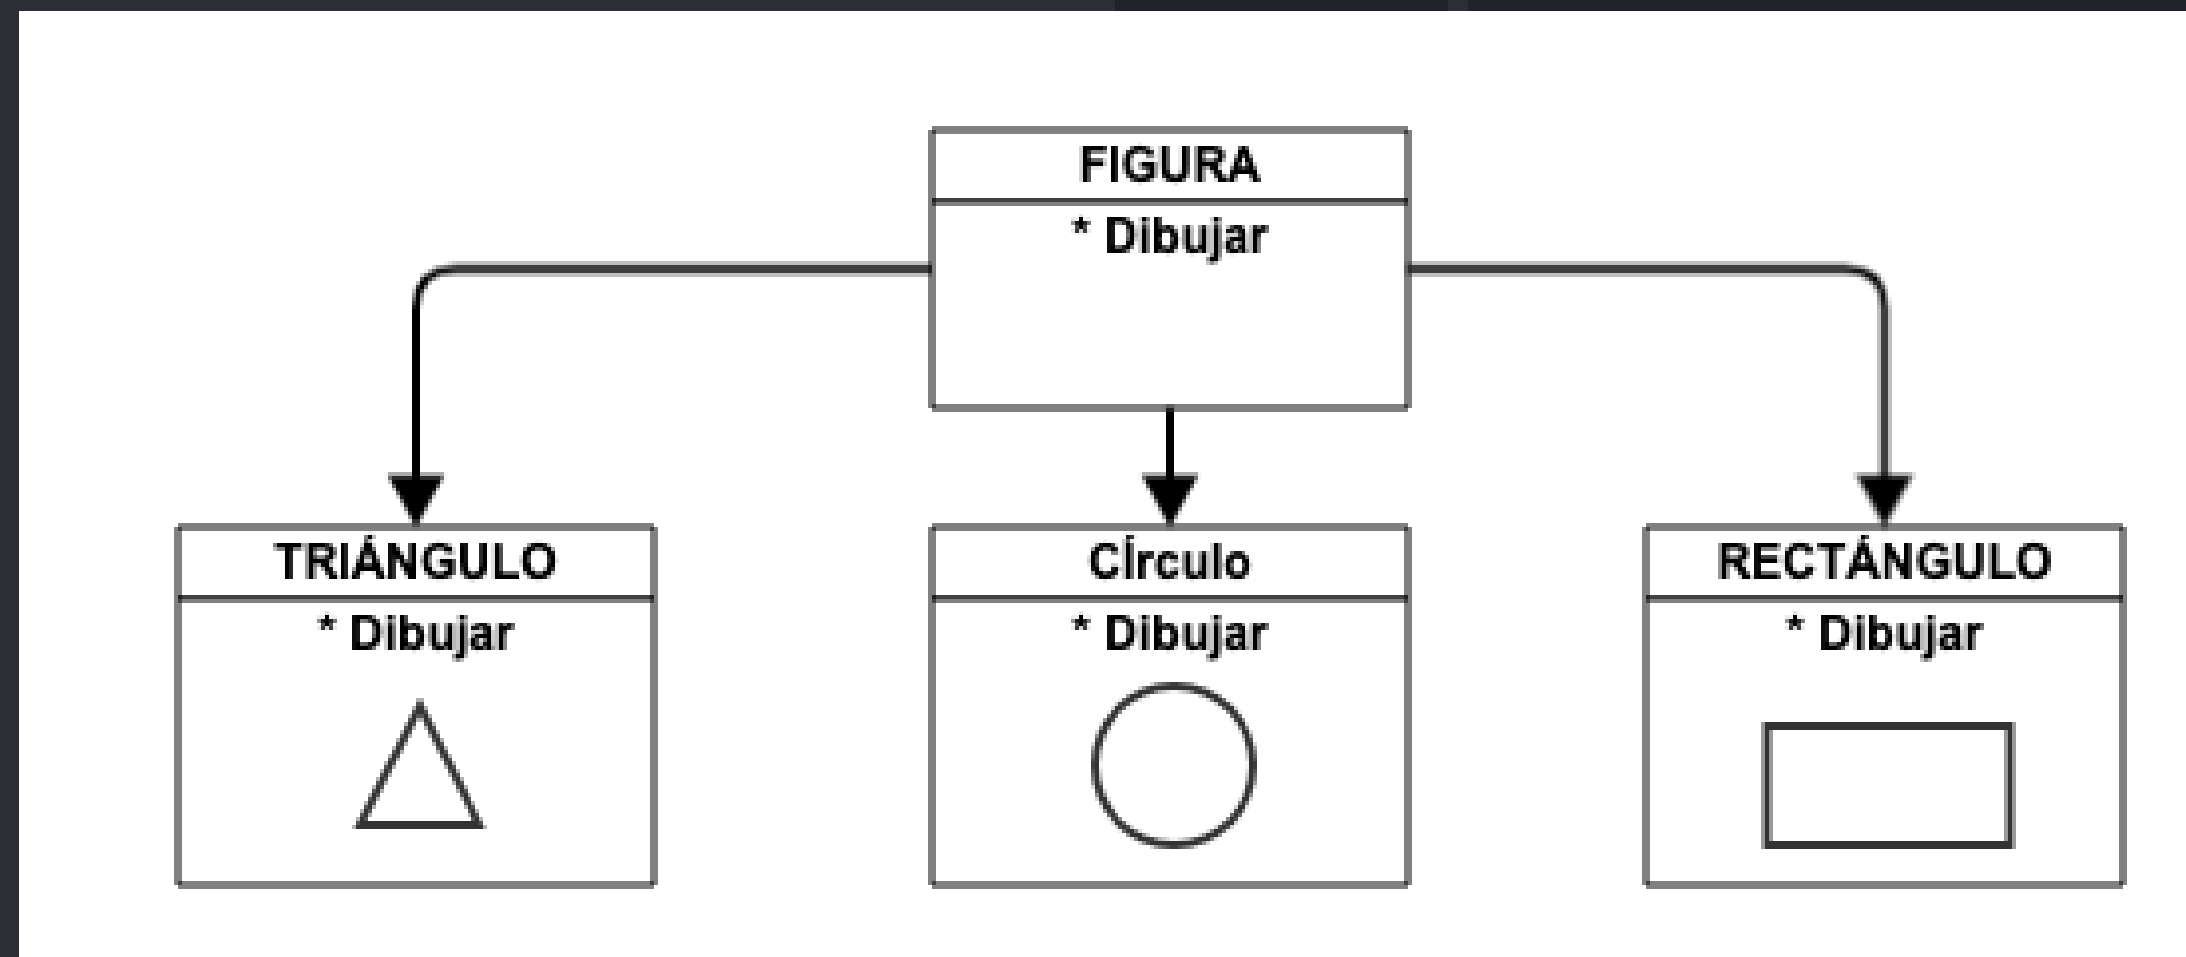 FIGURA
* Dibujar
TRIÁNGULO
* Dibujar
CÍrculo
* Dibujar
RECTÁNGULO
* Dibujar